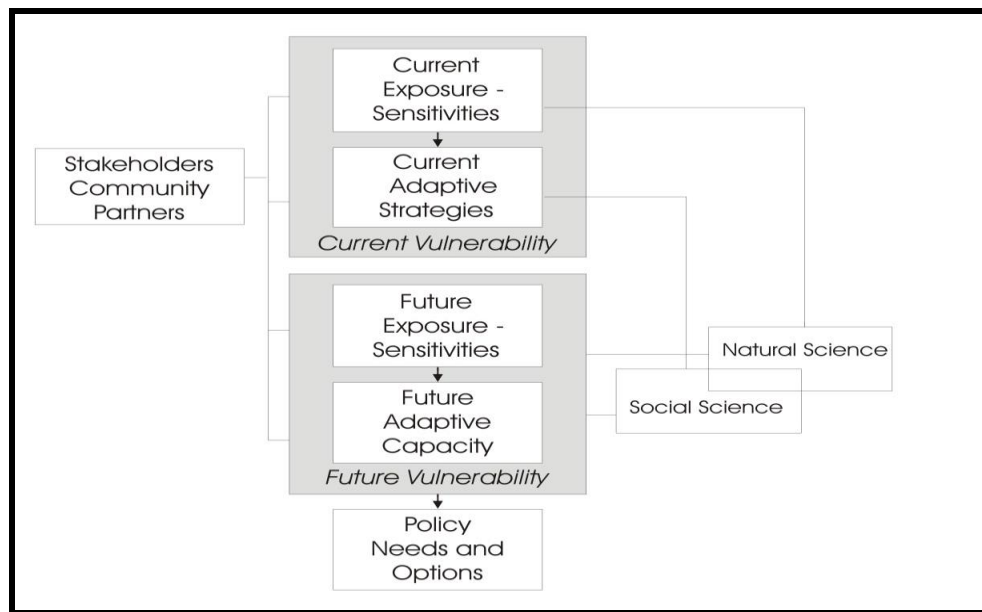 Current
Exposure -
Sensitivities
Stakeholders
Community
Partners
Current
Adaptive
Strategies
Current Vulnerability
Future
Exposure -
Sensitivities
Natural Science
Future
Adaptive
Capacity
Social Science
Future Vulnerability
Policy
Needs and
Options